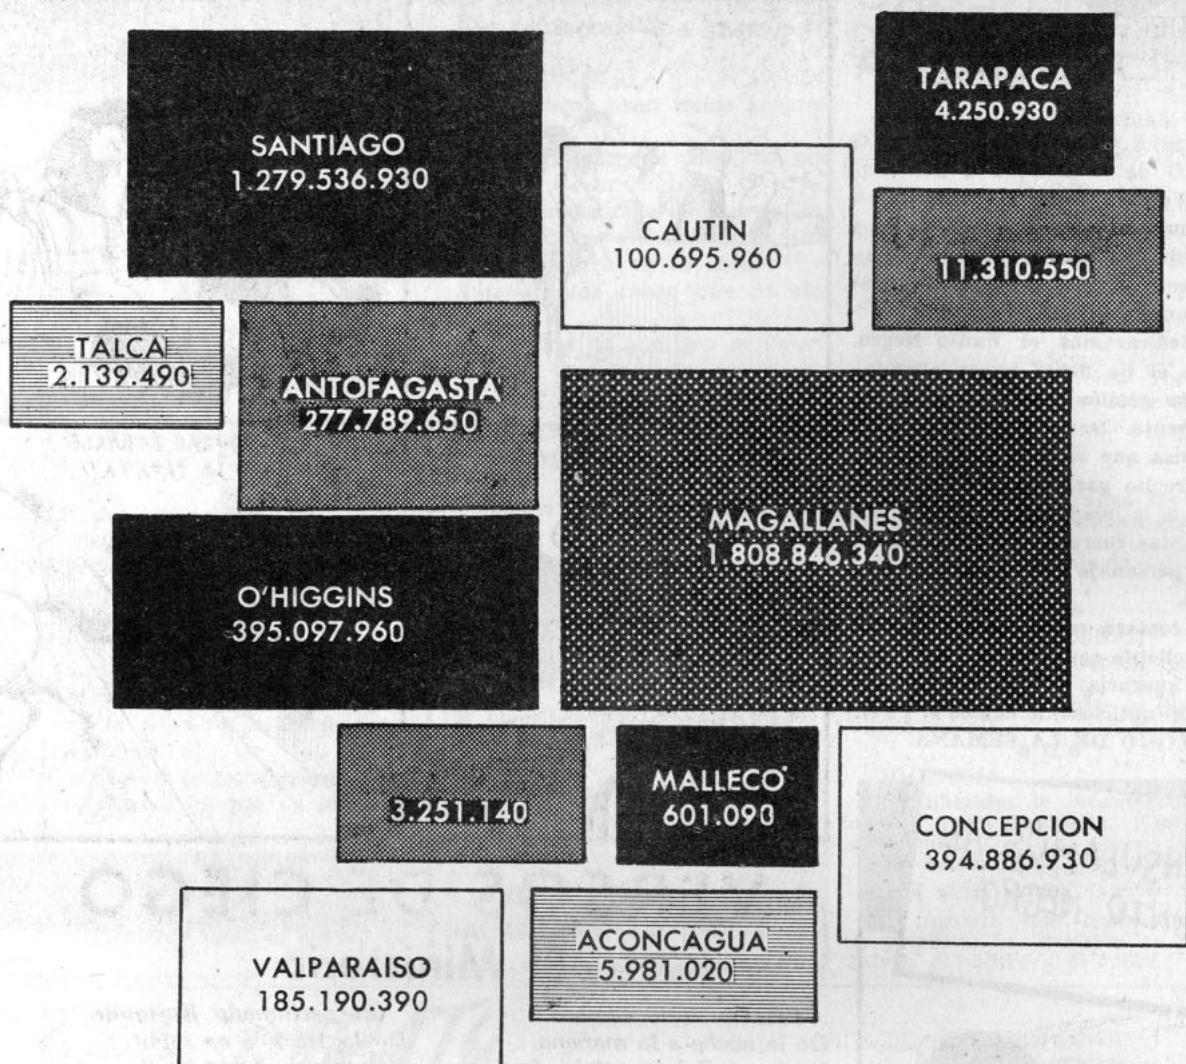 SANTIAGO
1.279.536.930
TARAPACA
4.250.930
CAUTIN
100.695.960
11.310.550
TALCA
2.139.490
ANTOFAGASTA
277.789.650
MAGALLANES
1.808.846.340
O'HIGGINS
395.097.960
3.251.140
MALLECO
601.090
CONCEPCION
394.886.930
VALPARAISO
185.190.390
ACONCAGUA
5.981.020